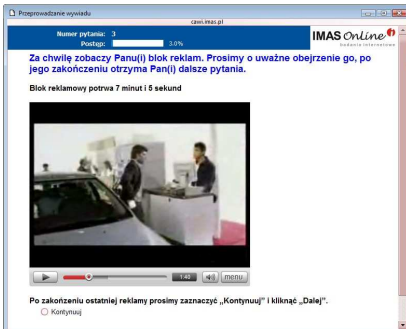 Przeprowadzanie wywiadu
cawi.imas.pl
Numer pytania: 3
Postęp: 3.0%
IMAS Online
badania internetowe
Za chwilę zobaczy Panu(i) blok reklam. Prosimy o uważne obejrzenie go, po
jego zakończeniu otrzyma Pan(i) dalsze pytania.
Blok reklamowy potrwa 7 minut i 5 sekund
1:40
menu
Po zakończeniu ostatniej reklamy prosimy zaznaczyć „Kontynuuj” i kliknąć „Dalej”.
Kontynuuj